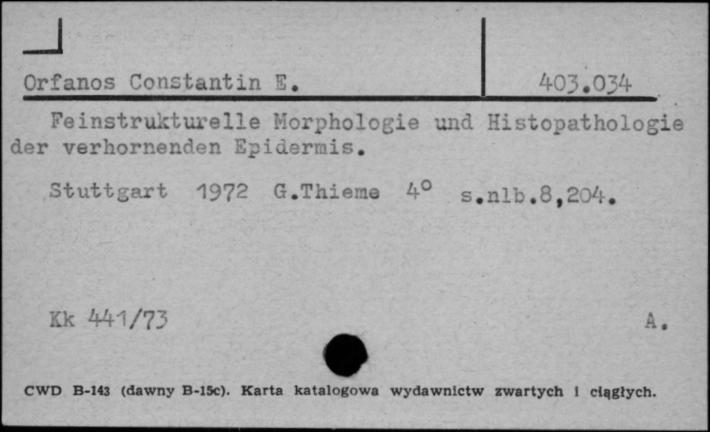 Orfanos Constantin E. 403.034
Feinstrukturelle Morphologie und Histopathologie
der verhornenden Epidermis.
Stuttgart 1972 G.Thieme 4° s.nlb.8,204.
Kk 441/73 A.
CWD B-143 (dawny B-15c). Karta katalogowa wydawnictw zwartych i ciągłych.